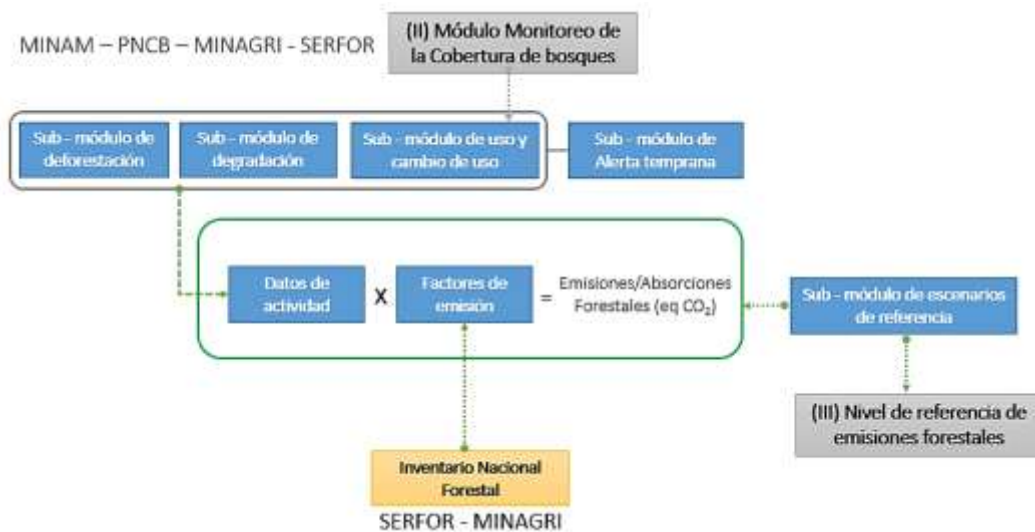 MINAM – PNCB – MINAGRI - SERFOR
(II) Módulo Monitoreo de
la Cobertura de bosques
Sub - módulo de
deforestación
Sub - módulo de
degradación
Sub - módulo de uso y
cambio de uso
Sub - módulo de
Alerta temprana
Datos de
actividad
X
Factores de
emisión
=
Emisiones/Absorciones
Forestales (eq CO₂)
Sub - módulo de escenarios
de referencia
(III) Nivel de referencia de
emisiones forestales
Inventario Nacional
Forestal
SERFOR - MINAGRI